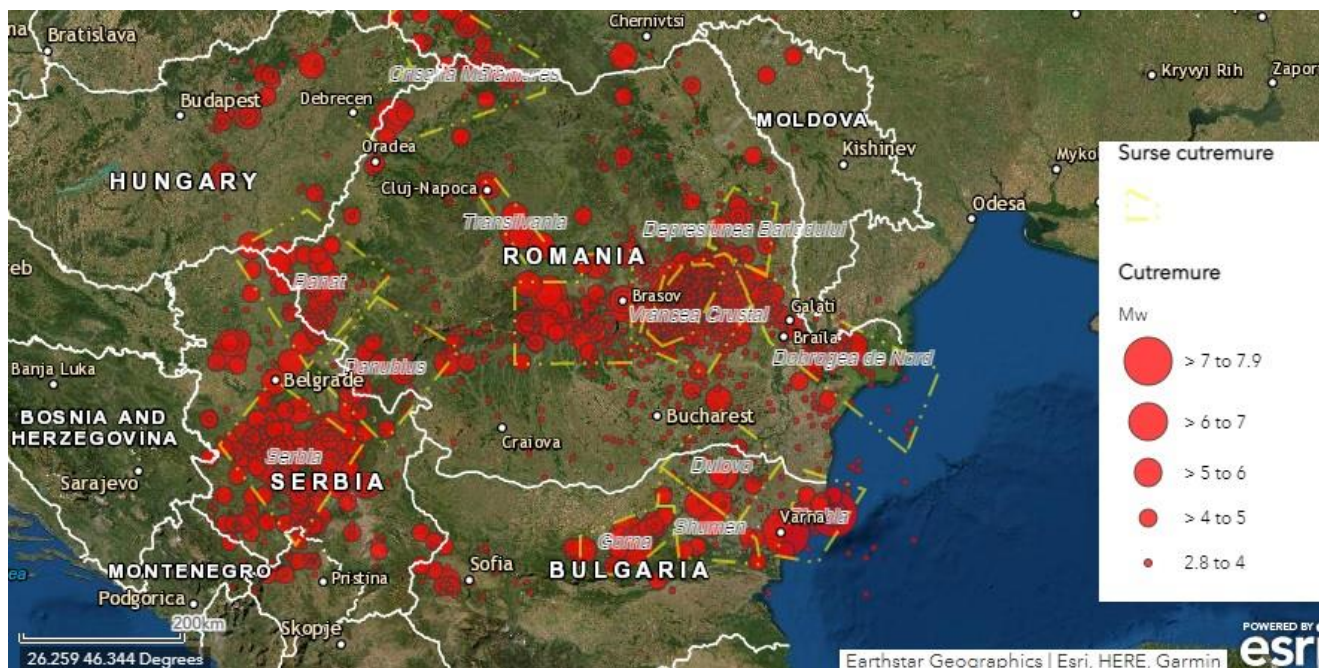 Bratislava
Chernivtsi
Kryvyi Rih
Zapor
Crisana Maramures
Budapest
Debrecen
MOLDOVA
Oradea
Kishinev
Myko
HUNGARY
Cluj-Napoca
Surse cutremure
Transilvania
Depresiunea Barladului
Odesa
ROMANIA
eb
Banat
Brasov
Cutremure
Vrancea Crustal
Galati
Mw
Braila
Danubius
Dobrogea de Nord
> 7 to 7.9
Banja Luka
Belgrade
BOSNIA AND
HERZEGOVINA
Bucharest
> 6 to 7
Craiova
Serbia
SERBIA
Dulovo
> 5 to 6
Sarajevo
Shumen
Varna
> 4 to 5
Gorna
MONTENEGRO
Pristina
Sofia
BULGARIA
2.8 to 4
Podgorica
200km
Skopje
POWERED BY
esri
26.259 46.344 Degrees
Earthstar Geographics | Esri, HERE, Garmin